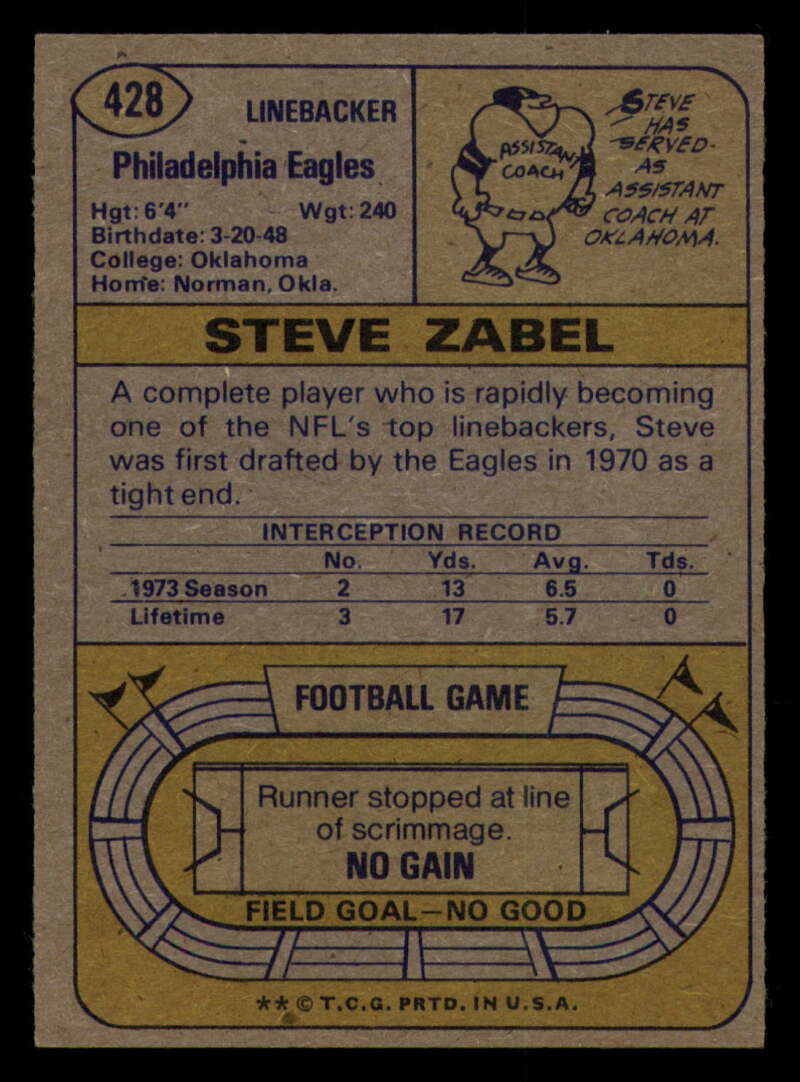 428
LINEBACKER
Philadelphia Eagles
Hgt: 6'4" Wgt: 240
Birthdate: 3-20-48
College: Oklahoma
Home: Norman, Okla.
ASSISTANT
COACH
STEVE
HAS
SERVED
AS
ASSISTANT
COACH AT
OKLAHOMA.
STEVE ZABEL
A complete player who is rapidly becoming
one of the NFL's top linebackers, Steve
was first drafted by the Eagles in 1970 as a
tight end.
INTERCEPTION RECORD
No. Yds. Avg. Tds.
1973 Season 2 13 6.5 0
Lifetime 3 17 5.7 0
FOOTBALL GAME
Runner stopped at line
of scrimmage.
NO GAIN
FIELD GOAL—NO GOOD
** © T.C.G. PRTD. IN U.S.A.